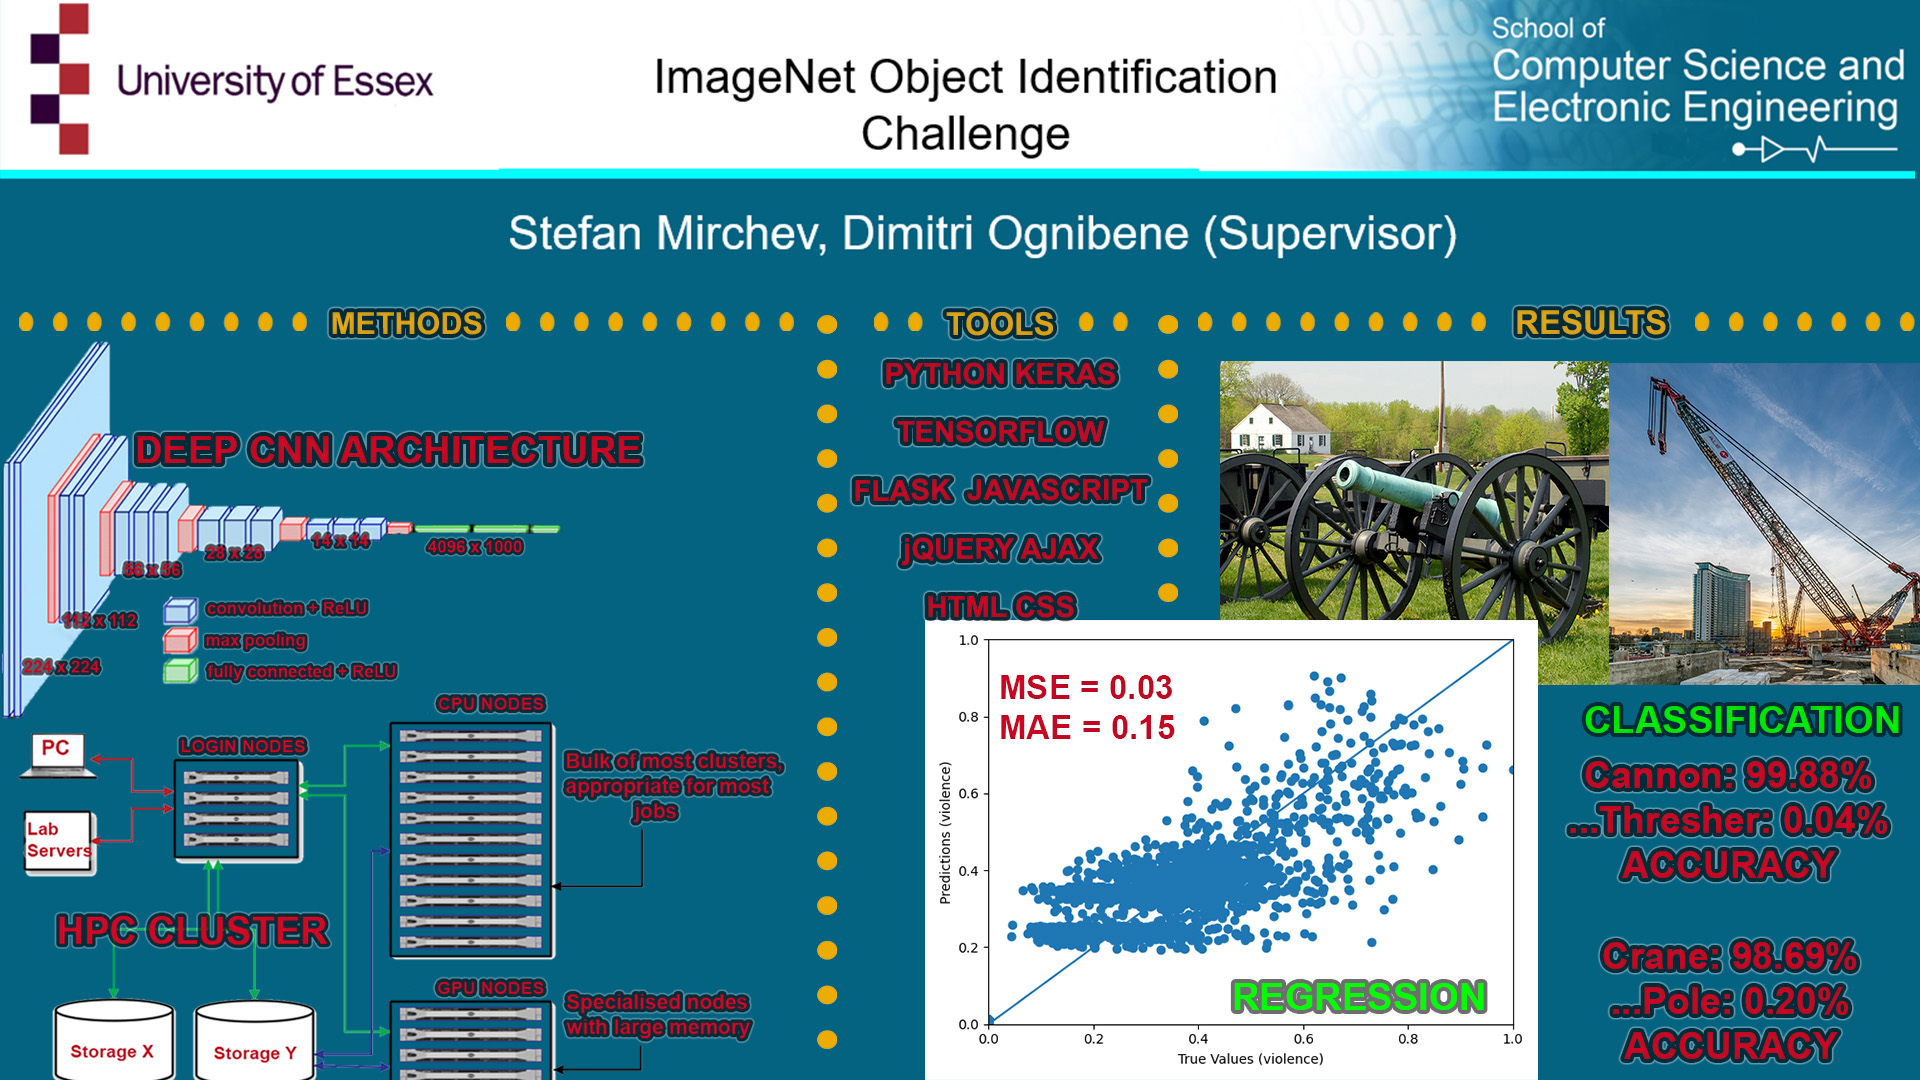 University of Essex
ImageNet Object Identification
Challenge
School of
Computer Science and
Electronic Engineering
Stefan Mirchev, Dimitri Ognibene (Supervisor)
METHODS
DEEP CNN ARCHITECTURE
224 x 224
112 x 112
56 x 56
28 x 28
14 x 14
4096 x 1000
convolution + ReLU
max pooling
fully connected + ReLU
PC
Lab
Servers
LOGIN NODES
CPU NODES
Bulk of most clusters,
appropriate for most
jobs
HPC CLUSTER
Storage X
Storage Y
GPU NODES
Specialised nodes
with large memory
TOOLS
PYTHON KERAS
TENSORFLOW
FLASK JAVASCRIPT
jQUERY AJAX
HTML CSS
RESULTS
MSE = 0.03
MAE = 0.15
1.0
0.8
0.6
0.4
0.2
0.0
Predictions (violence)
0.0 0.2 0.4 0.6 0.8 1.0
True Values (violence)
REGRESSION
CLASSIFICATION
Cannon: 99.88%
...Thresher: 0.04%
ACCURACY
Crane: 98.69%
...Pole: 0.20%
ACCURACY